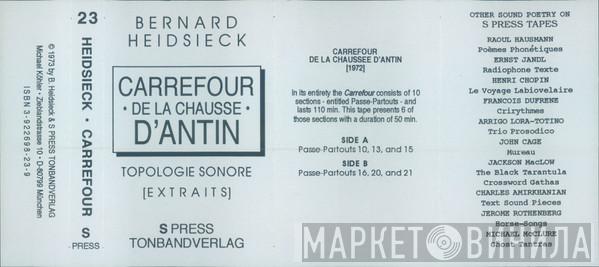 23
HEIDSIECK • CARREFOUR
S
PRESS
© 1973 by B. Heidsieck & S PRESS TONBANDVERLAG
Michael Köhler • Zieblandstrasse 10 • D-80799 München
ISBN 3-922698-23-9
BERNARD
HEIDSIECK
CARREFOUR
• DE LA CHAUSSE •
D'ANTIN
TOPOLOGIE SONORE
[EXTRAITS]
S PRESS
TONBANDVERLAG
CARREFOUR
DE LA CHAUSSEE D'ANTIN
[1972]
In its entirety the Carrefour consists of 10
sections - entitled Passe-Partouts - and
lasts 110 min. This tape presents 6 of
those sections with a duration of 50 min.
SIDE A
Passe-Partouts 10, 13, and 15
SIDE B
Passe-Partouts 16, 20, and 21
OTHER SOUND POETRY ON
S PRESS TAPES
RAOUL HAUSMANN
Poèmes Phonétiques
ERNST JANDL
Radiophone Texte
HENRI CHOPIN
Le Voyage Labiovelaire
FRANCOIS DUFRENE
Crirythmes
ARRIGO LORA-TOTINO
Trio Prosodico
JOHN CAGE
Mureau
JACKSON MacLOW
The Black Tarantula
Crossword Gathas
CHARLES AMIRKHANIAN
Text Sound Pieces
JEROME ROTHENBERG
Horse-Songs
MICHAEL McCLURE
Ghost Tantras
МАРКЕТ ВИНИЛА